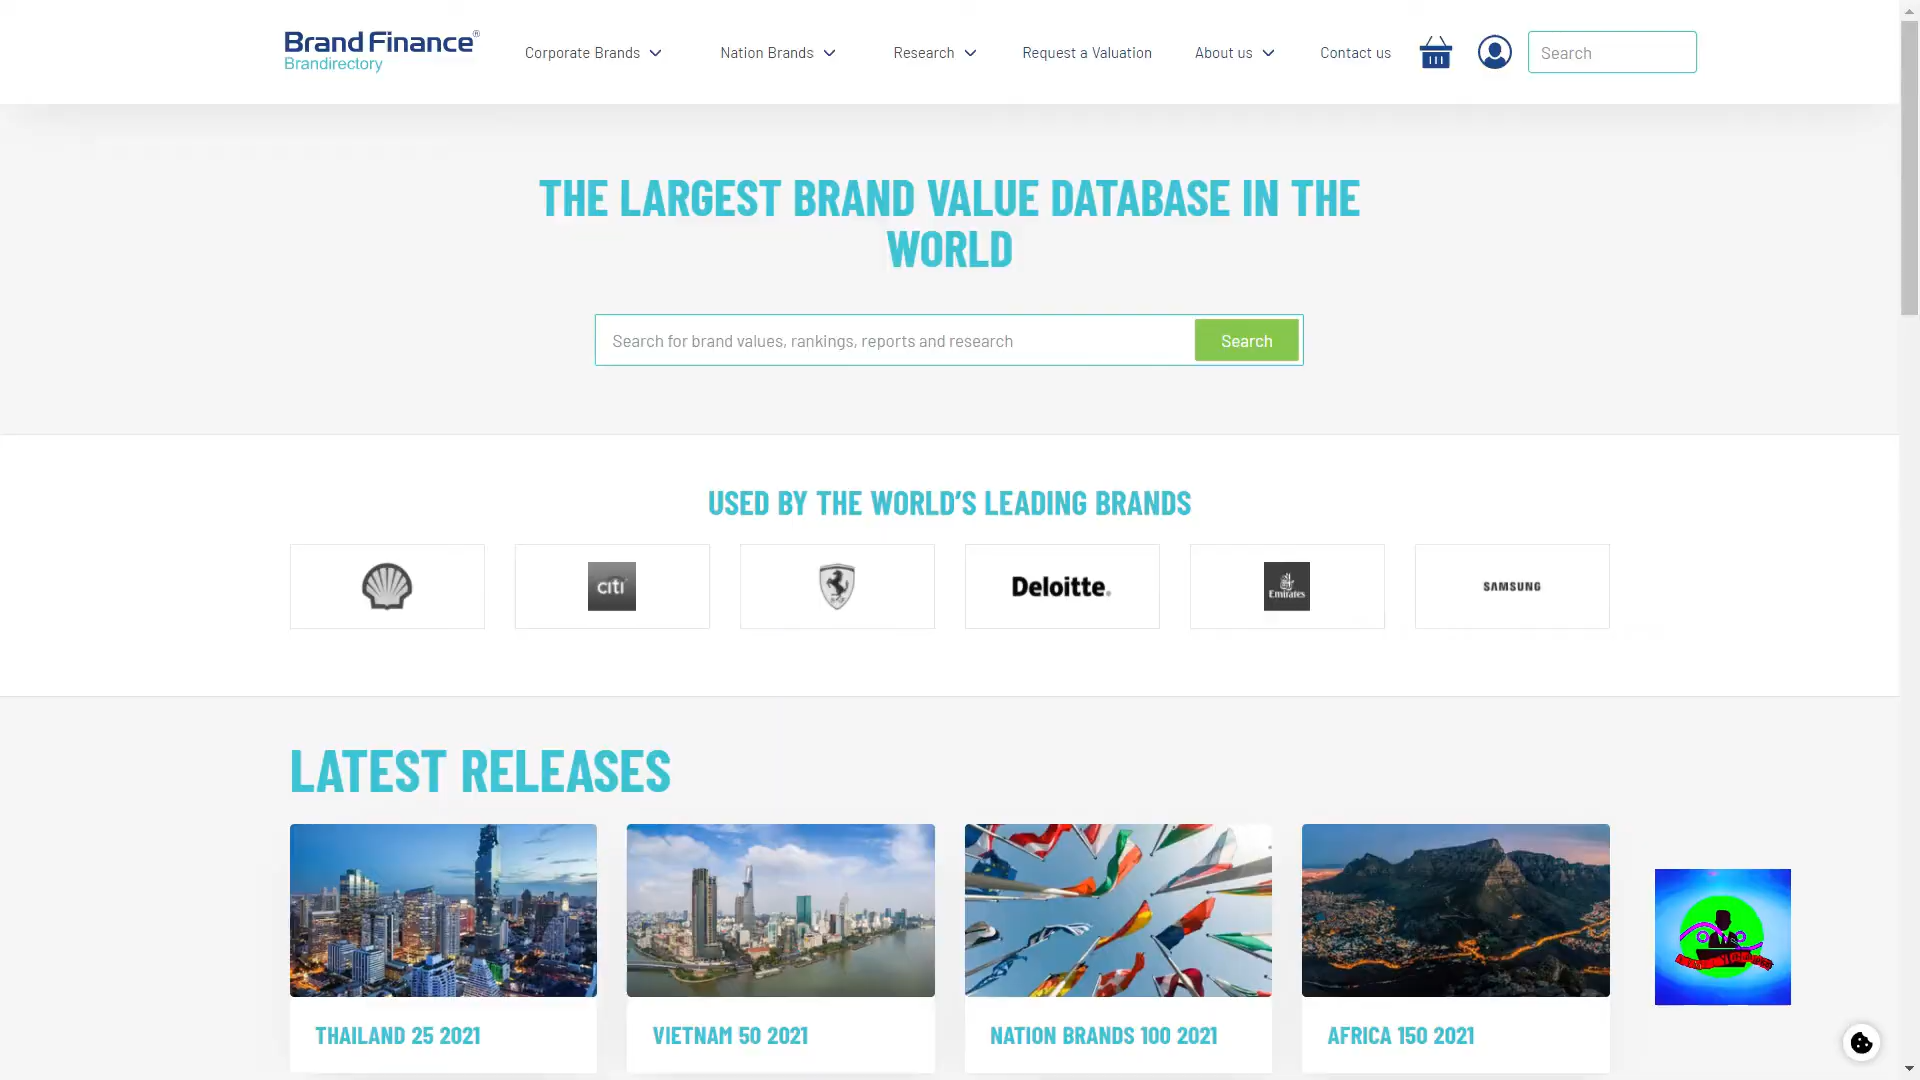 Brand Finance®
Brandirectory
Corporate Brands
Nation Brands
Research
Request a Valuation
About us
Contact us
Search
THE LARGEST BRAND VALUE DATABASE IN THE
WORLD
Search for brand values, rankings, reports and research
Search
USED BY THE WORLD'S LEADING BRANDS
citi
Deloitte.
Emirates
SAMSUNG
LATEST RELEASES
THAILAND 25 2021
VIETNAM 50 2021
NATION BRANDS 100 2021
AFRICA 150 2021